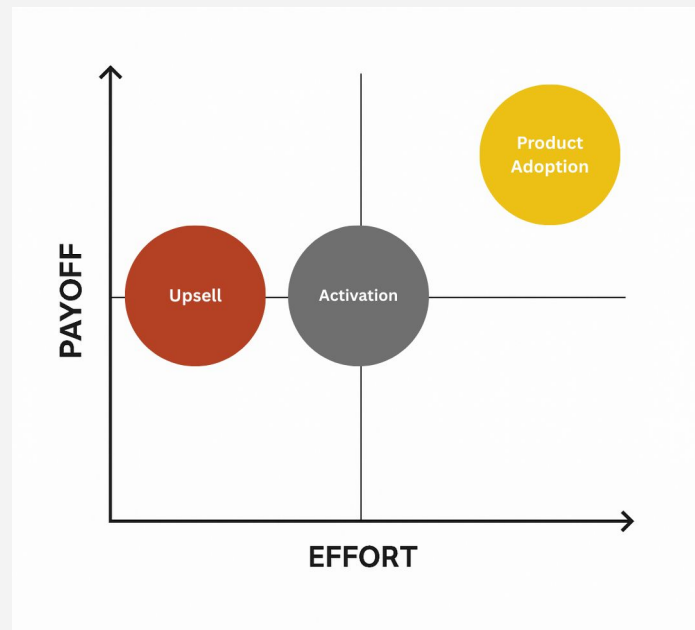 Product
Adoption
PAYOFF
Upsell
Activation
EFFORT